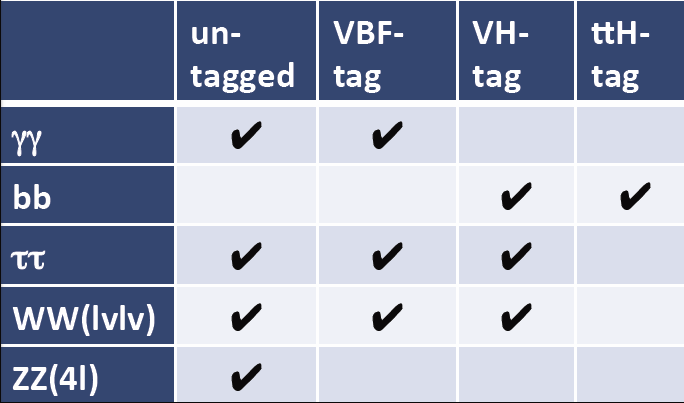 un-tagged VBF-tag VH-tag ttH-tag
γγ ✔ ✔
bb ✔ ✔
ττ ✔ ✔ ✔
WW(lvlv) ✔ ✔ ✔
ZZ(4l) ✔